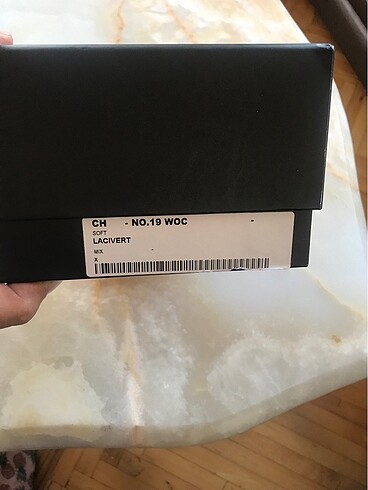 CH - NO.19 WOC -
SOFT
LACIVERT
MIX -
X